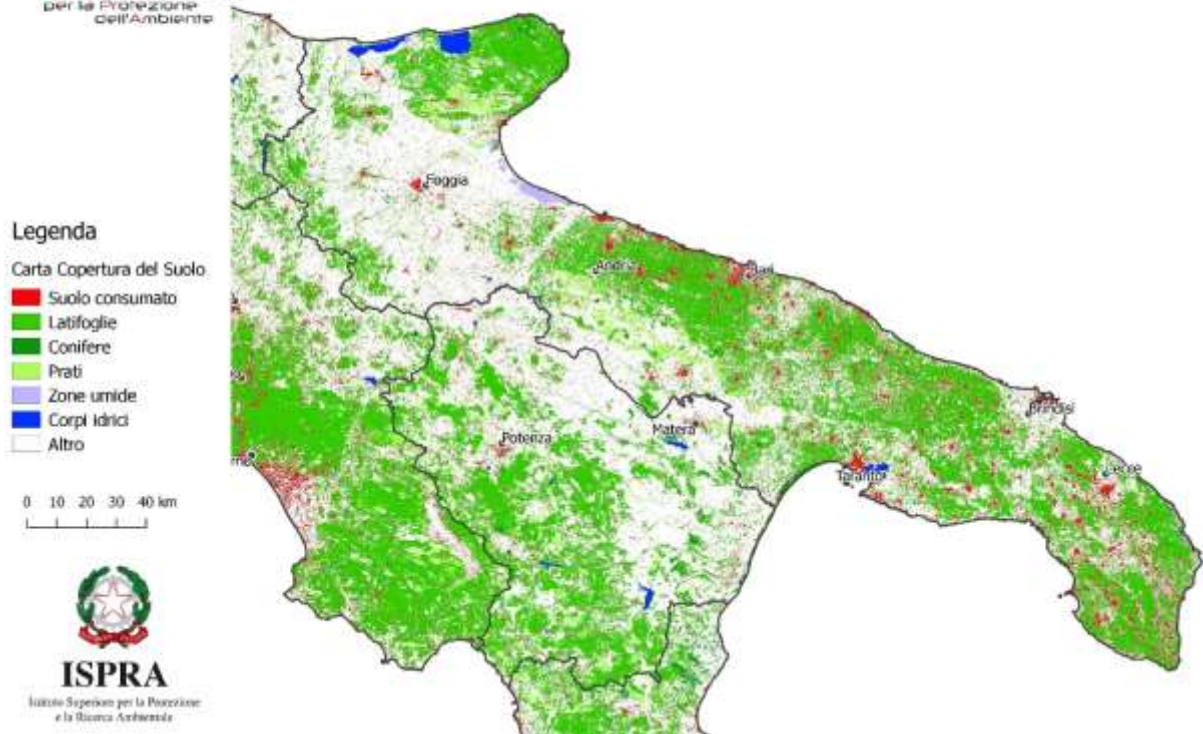 per la Protezione
dell'Ambiente
Foggia
Andria
Bari
Legenda
Carta Copertura del Suolo
Suolo consumato
Latifoglie
Conifere
Prati
Zone umide
Corpi idrici
Altro
Brindisi
Matera
Potenza
Taranto
Lecce
0 10 20 30 40 km
ISPRA
Istituto Superiore per la Protezione
e la Ricerca Ambientale